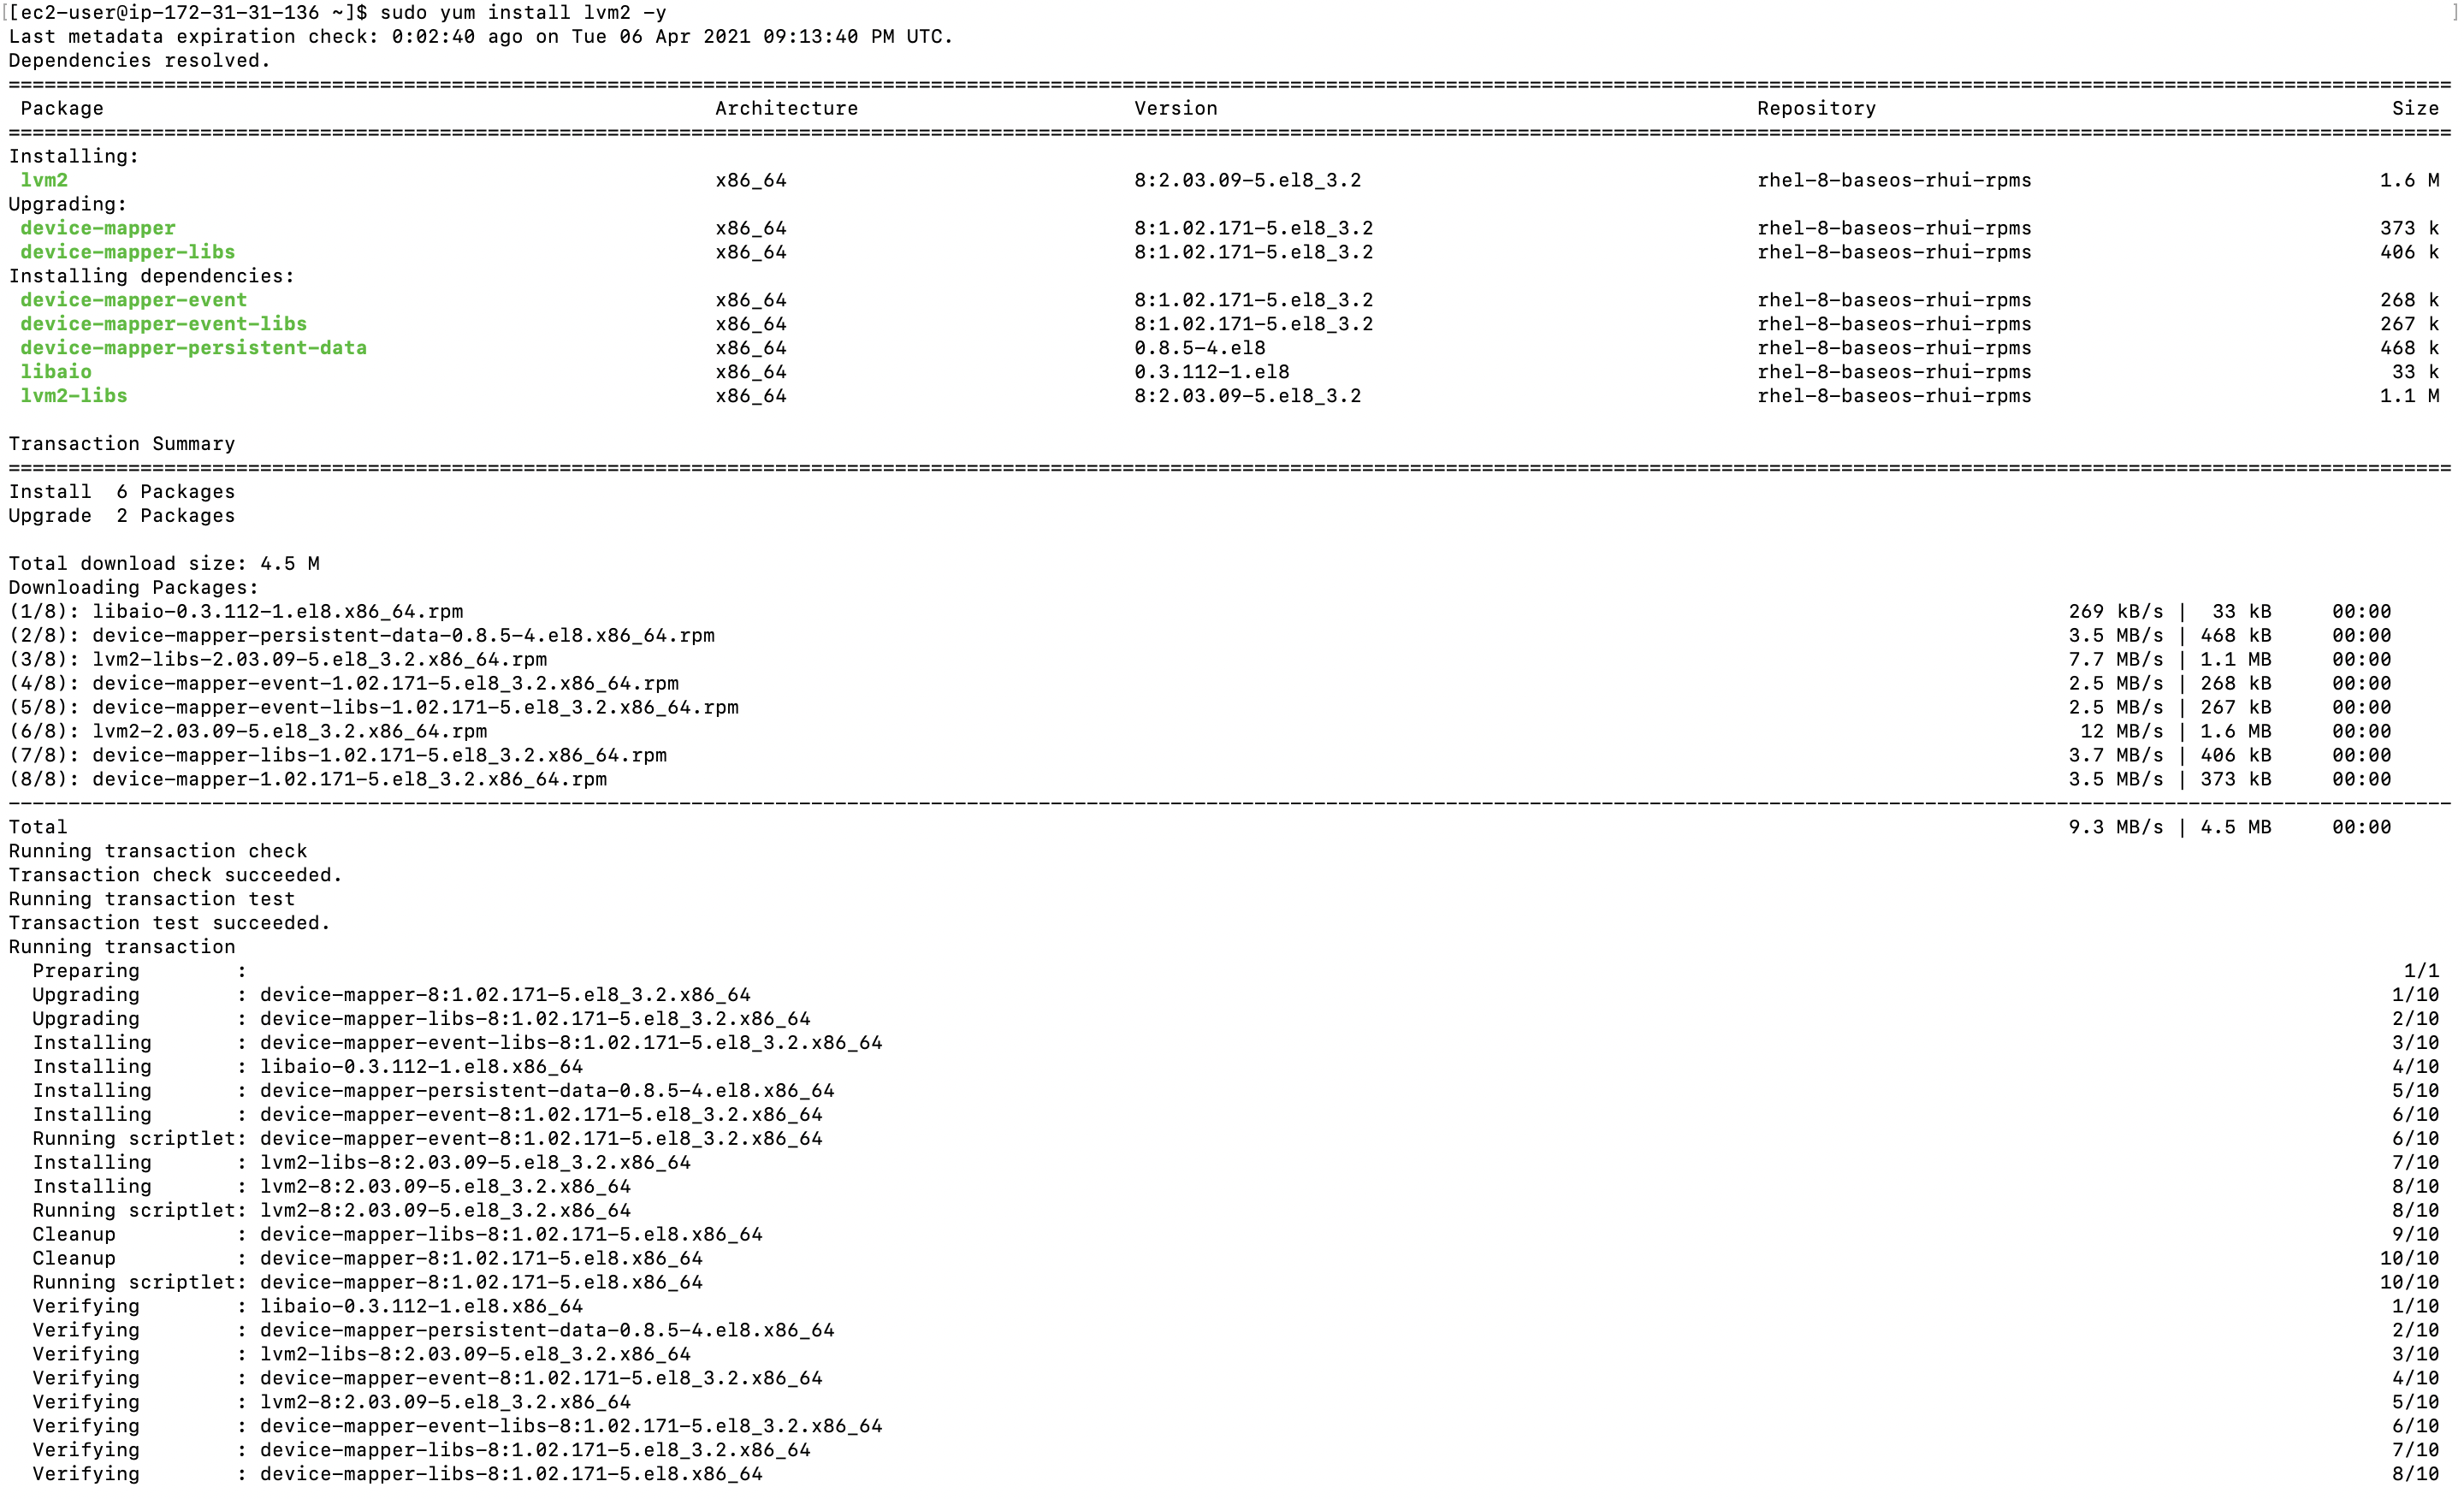 [[ec2-user@ip-172-31-31-136 ~]$ sudo yum install lvm2 -y ]
Last metadata expiration check: 0:02:40 ago on Tue 06 Apr 2021 09:13:40 PM UTC.
Dependencies resolved.
================================================================================
Package Architecture Version Repository Size
================================================================================
Installing:
lvm2 x86_64 8:2.03.09-5.el8_3.2 rhel-8-baseos-rhui-rpms 1.6 M
Upgrading:
device-mapper x86_64 8:1.02.171-5.el8_3.2 rhel-8-baseos-rhui-rpms 373 k
device-mapper-libs x86_64 8:1.02.171-5.el8_3.2 rhel-8-baseos-rhui-rpms 406 k
Installing dependencies:
device-mapper-event x86_64 8:1.02.171-5.el8_3.2 rhel-8-baseos-rhui-rpms 268 k
device-mapper-event-libs x86_64 8:1.02.171-5.el8_3.2 rhel-8-baseos-rhui-rpms 267 k
device-mapper-persistent-data x86_64 0.8.5-4.el8 rhel-8-baseos-rhui-rpms 468 k
libaio x86_64 0.3.112-1.el8 rhel-8-baseos-rhui-rpms 33 k
lvm2-libs x86_64 8:2.03.09-5.el8_3.2 rhel-8-baseos-rhui-rpms 1.1 M
Transaction Summary
================================================================================
Install 6 Packages
Upgrade 2 Packages
Total download size: 4.5 M
Downloading Packages:
(1/8): libaio-0.3.112-1.el8.x86_64.rpm 269 kB/s | 33 kB 00:00
(2/8): device-mapper-persistent-data-0.8.5-4.el8.x86_64.rpm 3.5 MB/s | 468 kB 00:00
(3/8): lvm2-libs-2.03.09-5.el8_3.2.x86_64.rpm 7.7 MB/s | 1.1 MB 00:00
(4/8): device-mapper-event-1.02.171-5.el8_3.2.x86_64.rpm 2.5 MB/s | 268 kB 00:00
(5/8): device-mapper-event-libs-1.02.171-5.el8_3.2.x86_64.rpm 2.5 MB/s | 267 kB 00:00
(6/8): lvm2-2.03.09-5.el8_3.2.x86_64.rpm 12 MB/s | 1.6 MB 00:00
(7/8): device-mapper-libs-1.02.171-5.el8_3.2.x86_64.rpm 3.7 MB/s | 406 kB 00:00
(8/8): device-mapper-1.02.171-5.el8_3.2.x86_64.rpm 3.5 MB/s | 373 kB 00:00
--------------------------------------------------------------------------------
Total 9.3 MB/s | 4.5 MB 00:00
Running transaction check
Transaction check succeeded.
Running transaction test
Transaction test succeeded.
Running transaction
Preparing : 1/1
Upgrading : device-mapper-8:1.02.171-5.el8_3.2.x86_64 1/10
Upgrading : device-mapper-libs-8:1.02.171-5.el8_3.2.x86_64 2/10
Installing : device-mapper-event-libs-8:1.02.171-5.el8_3.2.x86_64 3/10
Installing : libaio-0.3.112-1.el8.x86_64 4/10
Installing : device-mapper-persistent-data-0.8.5-4.el8.x86_64 5/10
Installing : device-mapper-event-8:1.02.171-5.el8_3.2.x86_64 6/10
Running scriptlet: device-mapper-event-8:1.02.171-5.el8_3.2.x86_64 6/10
Installing : lvm2-libs-8:2.03.09-5.el8_3.2.x86_64 7/10
Installing : lvm2-8:2.03.09-5.el8_3.2.x86_64 8/10
Running scriptlet: lvm2-8:2.03.09-5.el8_3.2.x86_64 8/10
Cleanup : device-mapper-libs-8:1.02.171-5.el8.x86_64 9/10
Cleanup : device-mapper-8:1.02.171-5.el8.x86_64 10/10
Running scriptlet: device-mapper-8:1.02.171-5.el8.x86_64 10/10
Verifying : libaio-0.3.112-1.el8.x86_64 1/10
Verifying : device-mapper-persistent-data-0.8.5-4.el8.x86_64 2/10
Verifying : lvm2-libs-8:2.03.09-5.el8_3.2.x86_64 3/10
Verifying : device-mapper-event-8:1.02.171-5.el8_3.2.x86_64 4/10
Verifying : lvm2-8:2.03.09-5.el8_3.2.x86_64 5/10
Verifying : device-mapper-event-libs-8:1.02.171-5.el8_3.2.x86_64 6/10
Verifying : device-mapper-libs-8:1.02.171-5.el8_3.2.x86_64 7/10
Verifying : device-mapper-libs-8:1.02.171-5.el8.x86_64 8/10